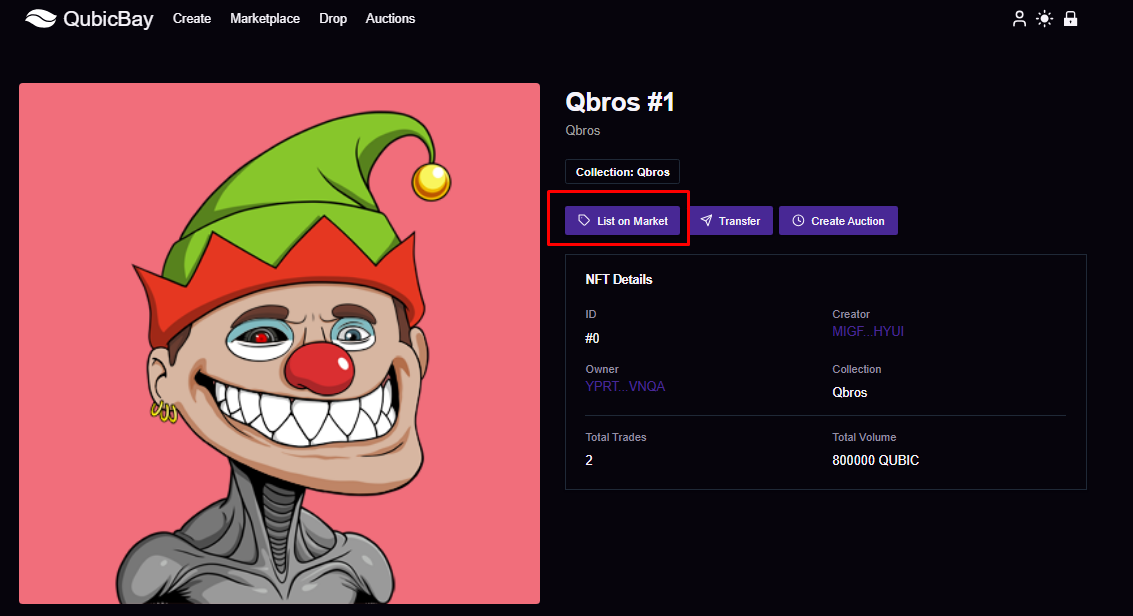 QubicBay Create Marketplace Drop Auctions
Qbros #1
Qbros
Collection: Qbros
List on Market Transfer Create Auction
NFT Details
ID Creator
#0 MIGF...HYUI
Owner Collection
YPRT...VNQA Qbros
Total Trades Total Volume
2 800000 QUBIC